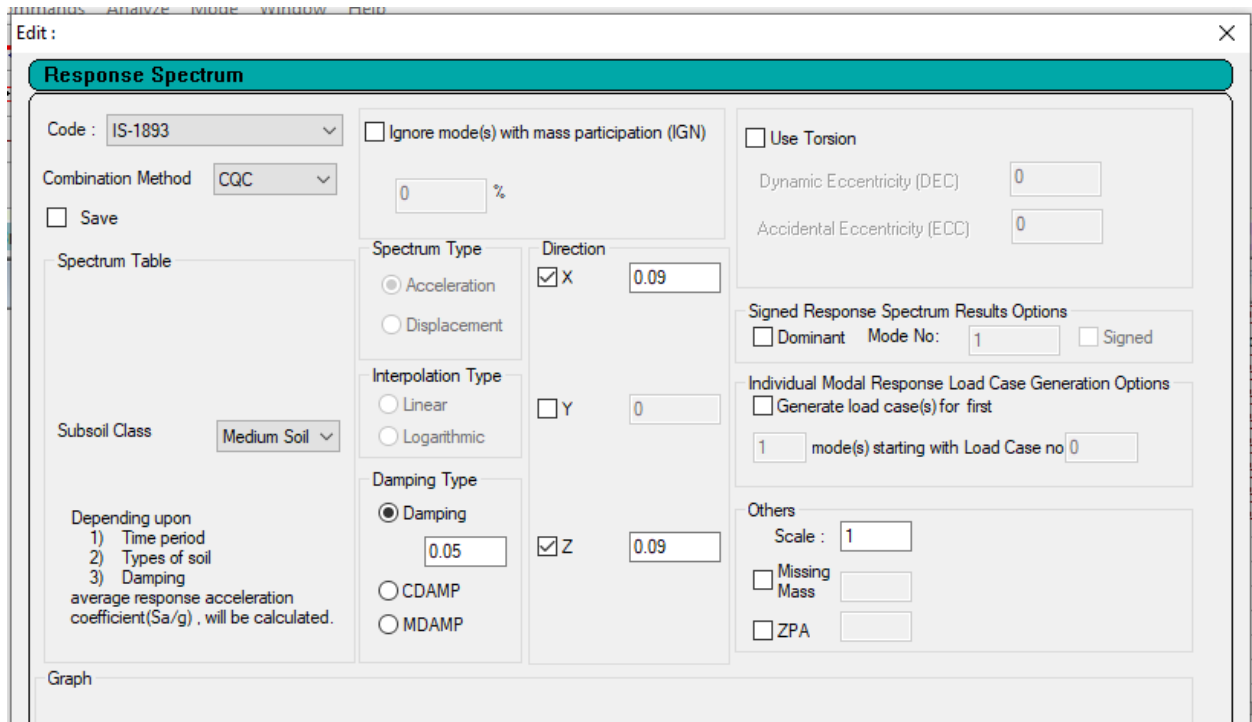 ommands Analyze Mode Window Help
Edit :
Response Spectrum
Code : IS-1893
Combination Method CQC
Save
Spectrum Table
Subsoil Class Medium Soil
Depending upon
1) Time period
2) Types of soil
3) Damping
average response acceleration
coefficient(Sa/g) , will be calculated.
Ignore mode(s) with mass participation (IGN)
0 %
Spectrum Type
Acceleration
Displacement
Interpolation Type
Linear
Logarithmic
Damping Type
Damping
0.05
CDAMP
MDAMP
Direction
X 0.09
Y 0
Z 0.09
Use Torsion
Dynamic Eccentricity (DEC) 0
Accidental Eccentricity (ECC) 0
Signed Response Spectrum Results Options
Dominant Mode No: 1 Signed
Individual Modal Response Load Case Generation Options
Generate load case(s) for first
1 mode(s) starting with Load Case no 0
Others
Scale : 1
Missing
Mass
ZPA
Graph